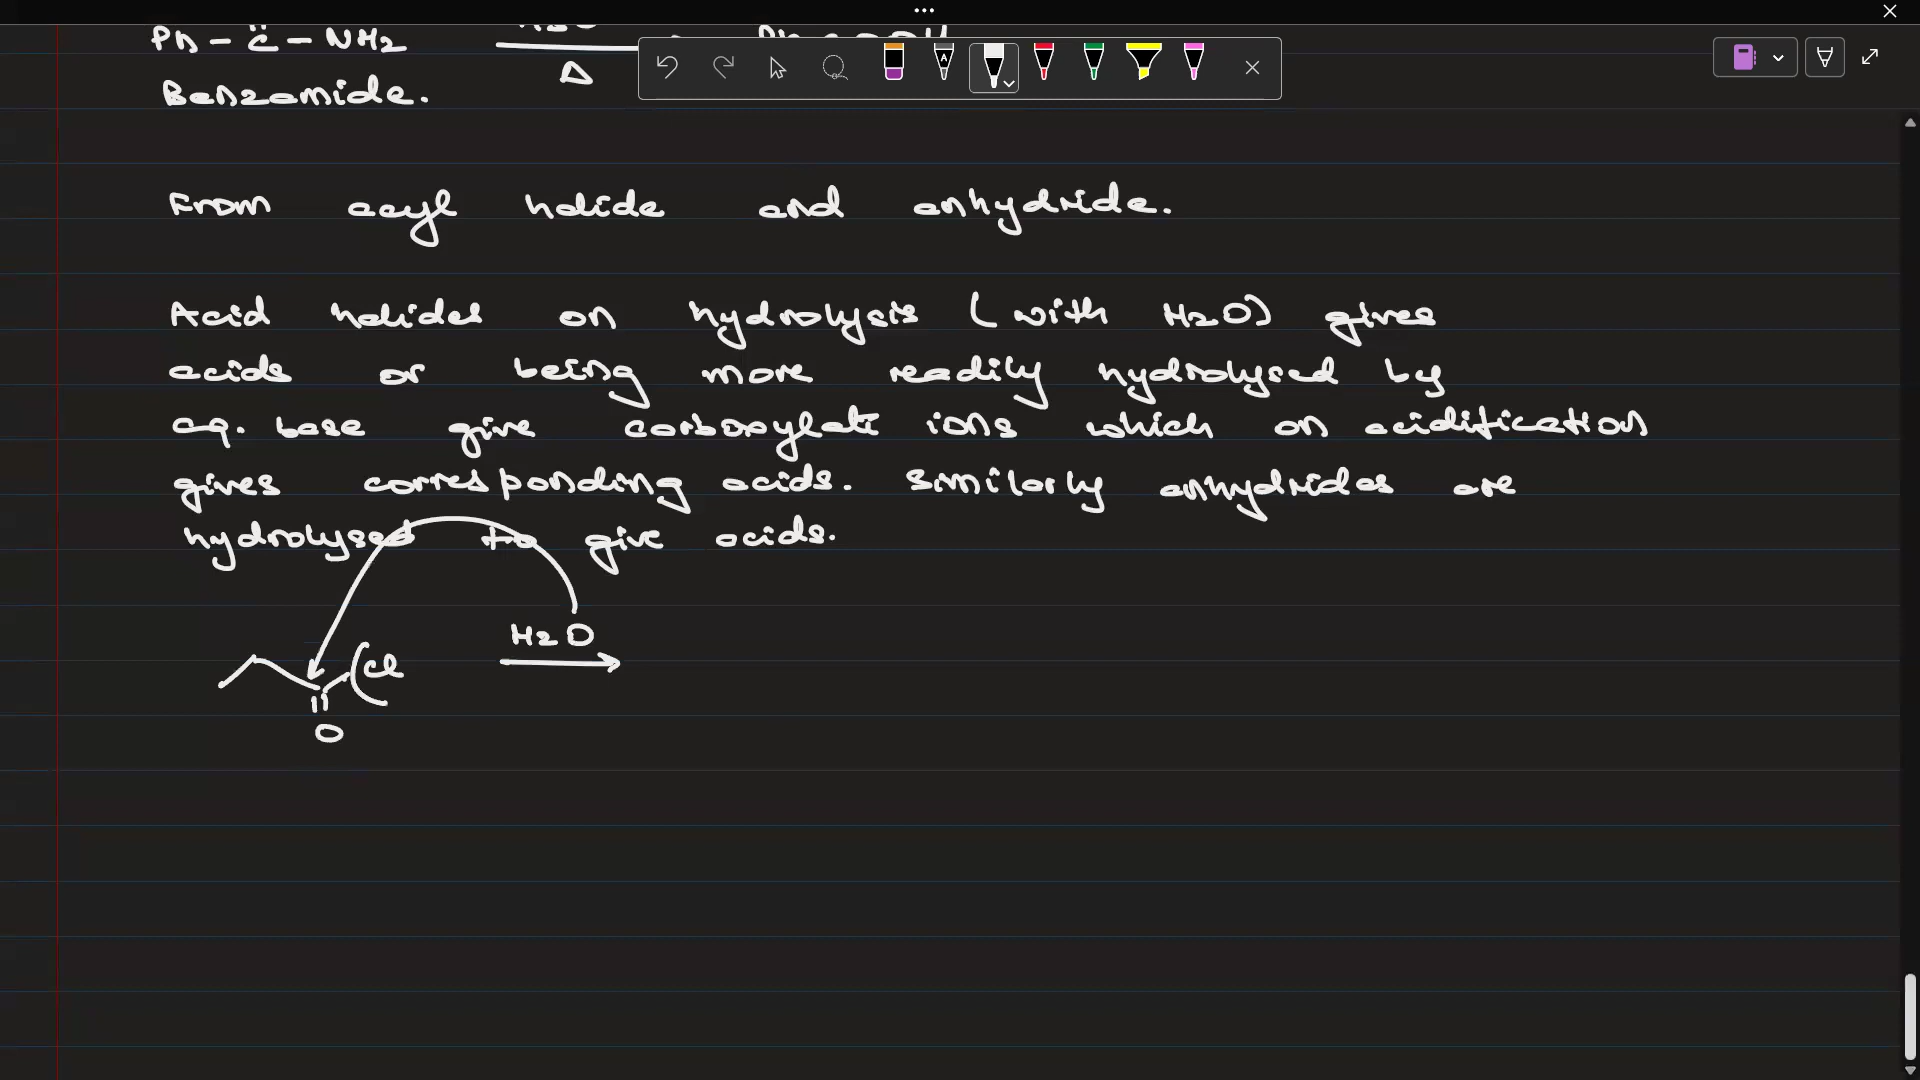 Ph - C - NH2
Δ
Benzamide.
From acyl halide and anhydride.
Acid halides on hydrolysis (with H2O) gives
acids or being more readily hydrolysed by
aq. base give carboxylate ions which on acidification
gives corresponding acids. Similarly anhydrides are
hydrolysed to give acids.
H2O
Cl
O